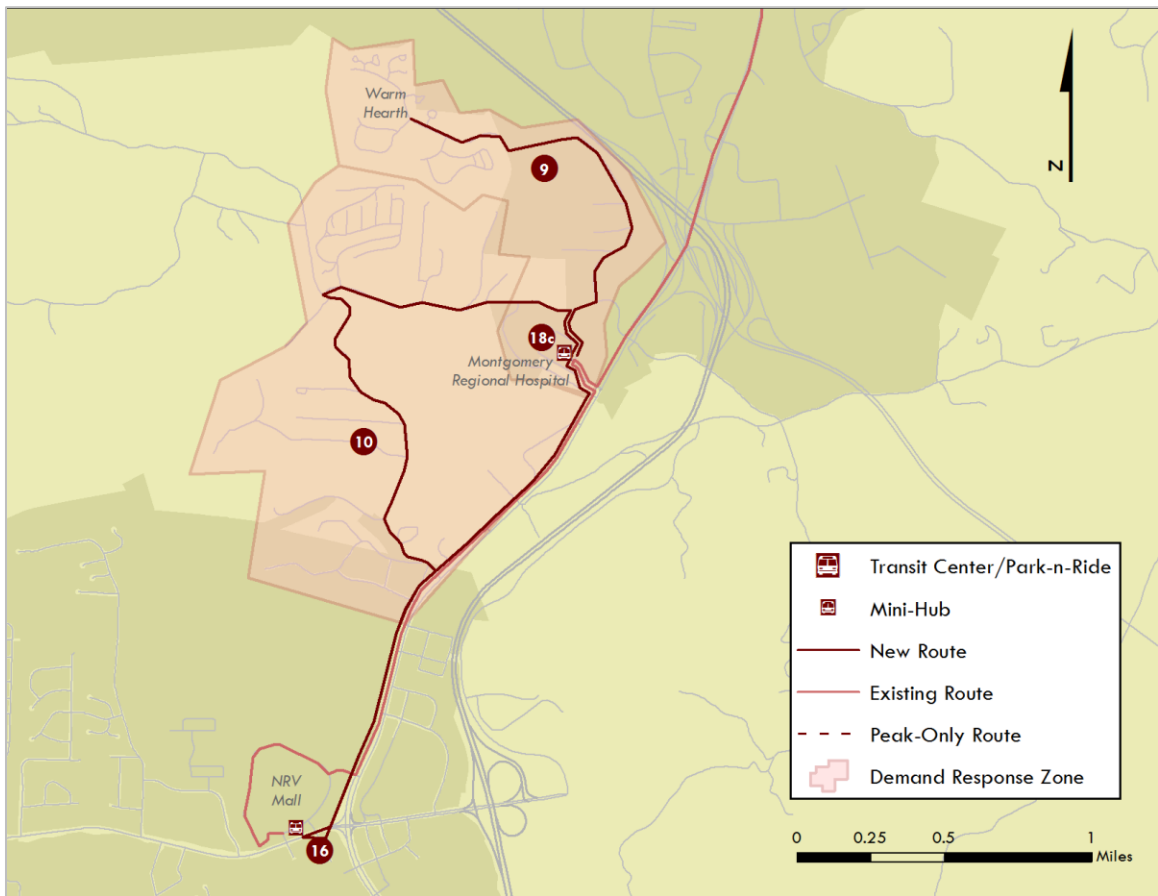 Warm
Hearth
N
9
18c
Montgomery
Regional Hospital
10
NRV
Mall
16
Transit Center/Park-n-Ride
Mini-Hub
New Route
Existing Route
Peak-Only Route
Demand Response Zone
0 0.25 0.5 1
Miles